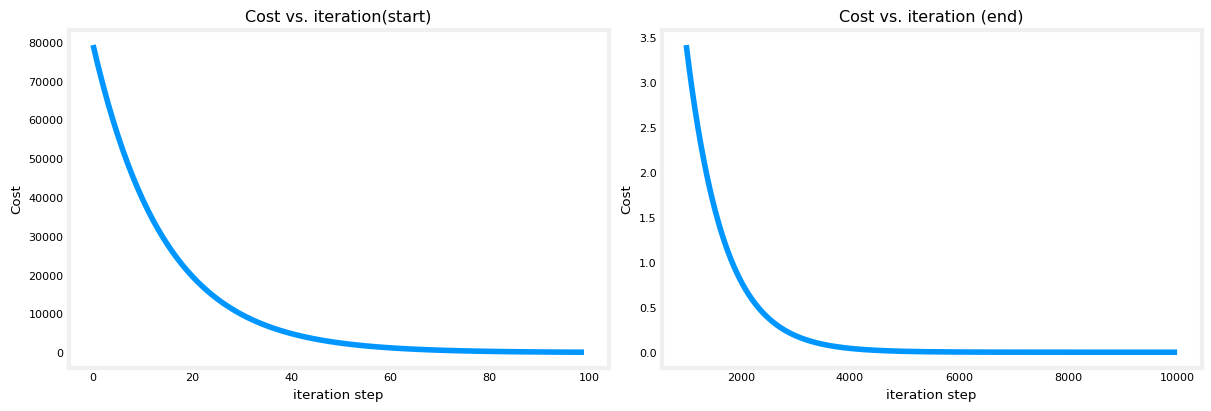 Cost vs. iteration(start)
80000
70000
60000
50000
40000
30000
20000
10000
0
Cost
0 20 40 60 80 100
iteration step
Cost vs. iteration (end)
3.5
3.0
2.5
2.0
1.5
1.0
0.5
0.0
Cost
2000 4000 6000 8000 10000
iteration step